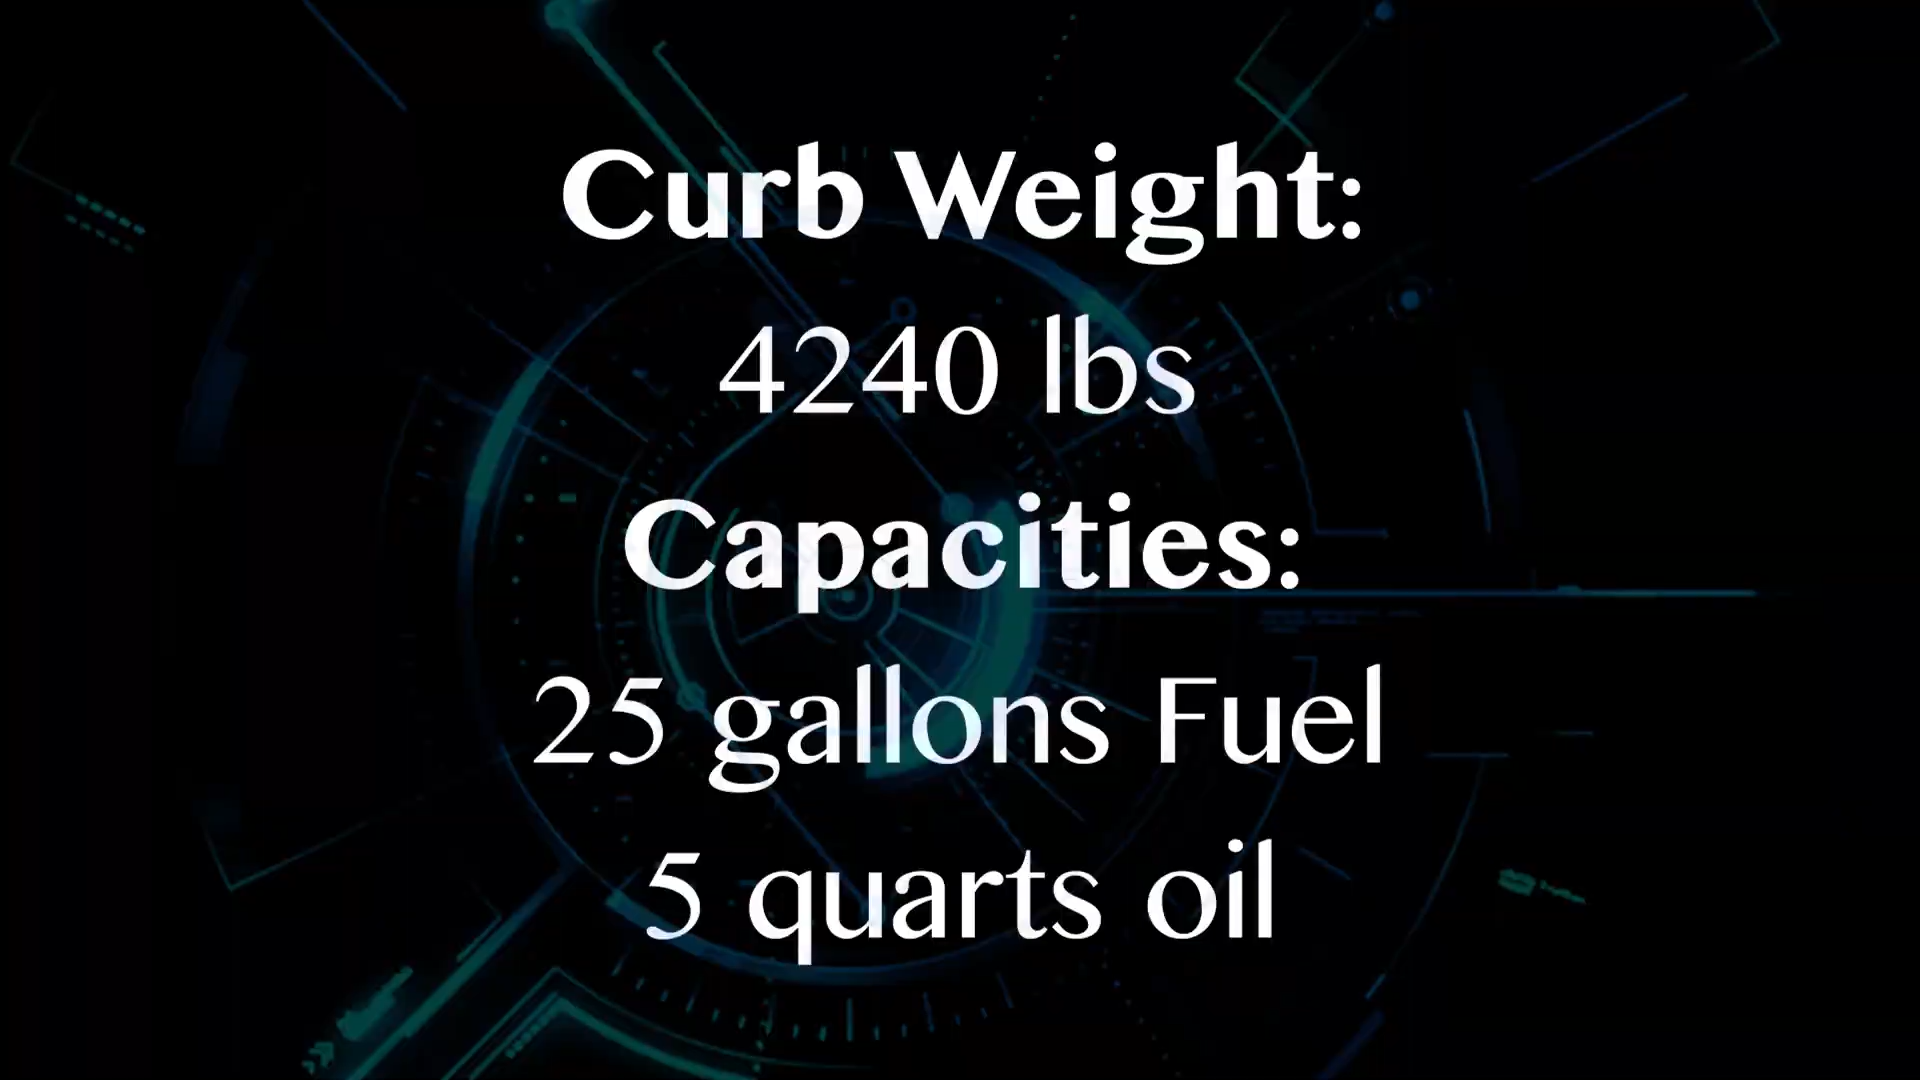 Curb Weight:
4240 lbs
Capacities:
25 gallons Fuel
5 quarts oil